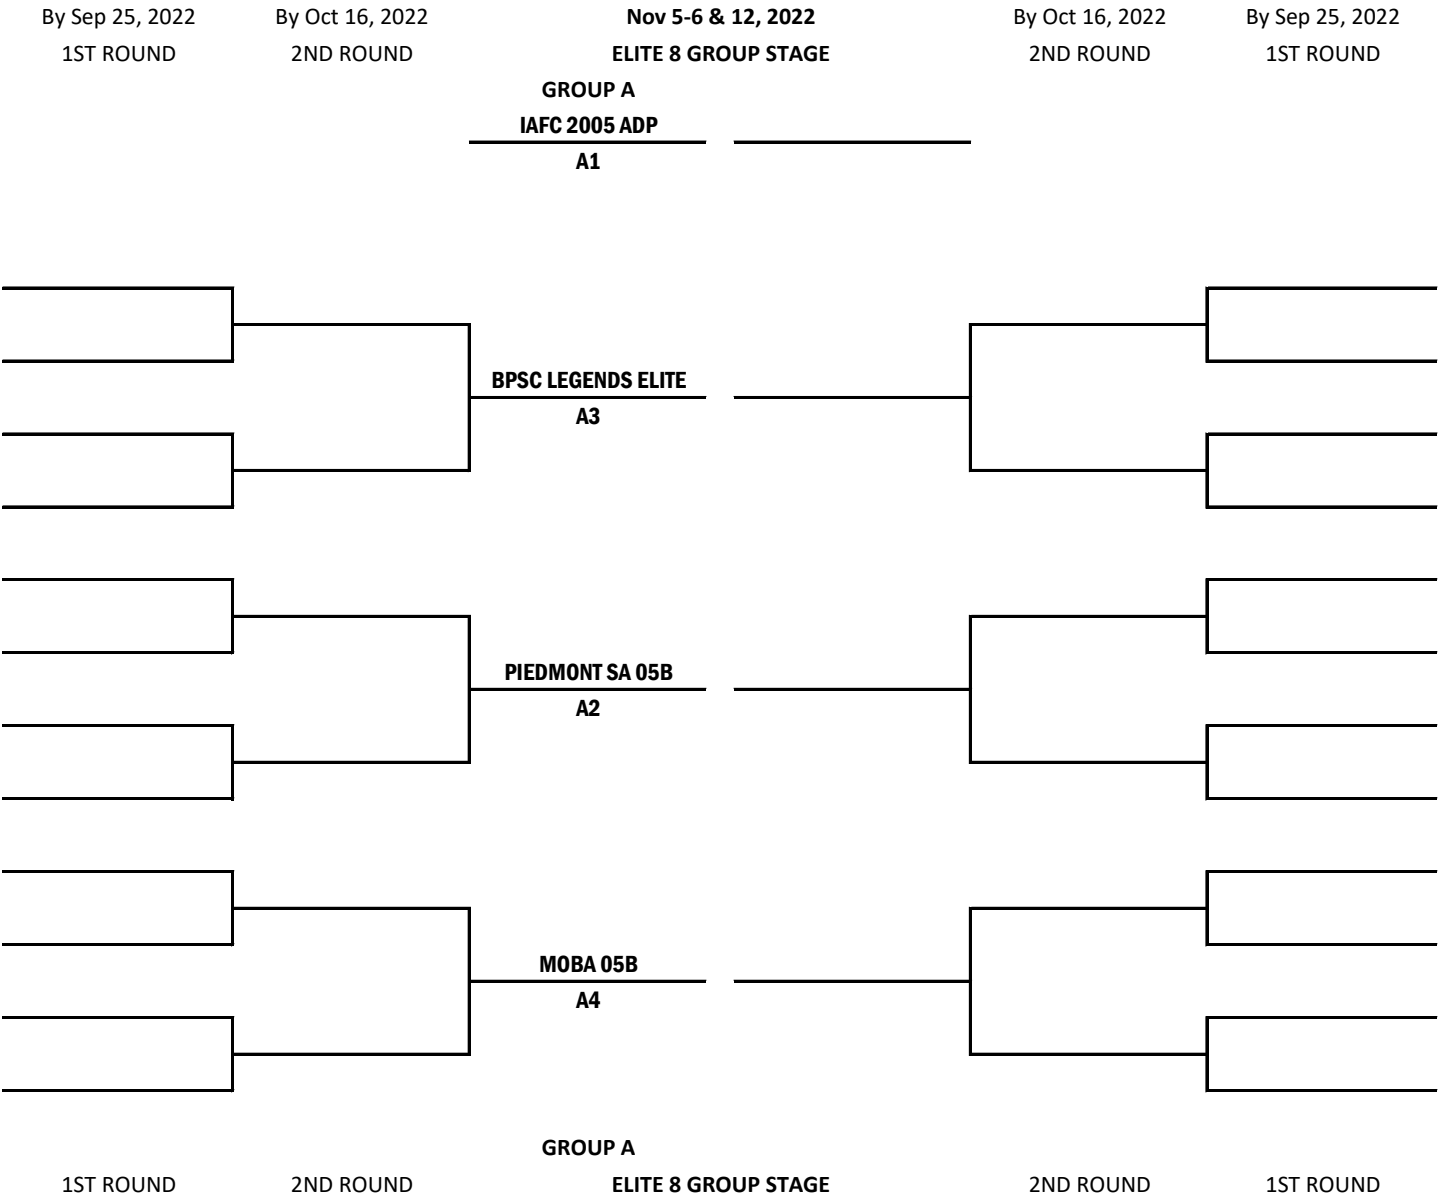 By Sep 25, 2022 By Oct 16, 2022 Nov 5-6 & 12, 2022 By Oct 16, 2022 By Sep 25, 2022
1ST ROUND 2ND ROUND ELITE 8 GROUP STAGE 2ND ROUND 1ST ROUND
GROUP A
IAFC 2005 ADP
A1
BPSC LEGENDS ELITE
A3
PIEDMONT SA 05B
A2
MOBA 05B
A4
GROUP A
1ST ROUND 2ND ROUND ELITE 8 GROUP STAGE 2ND ROUND 1ST ROUND